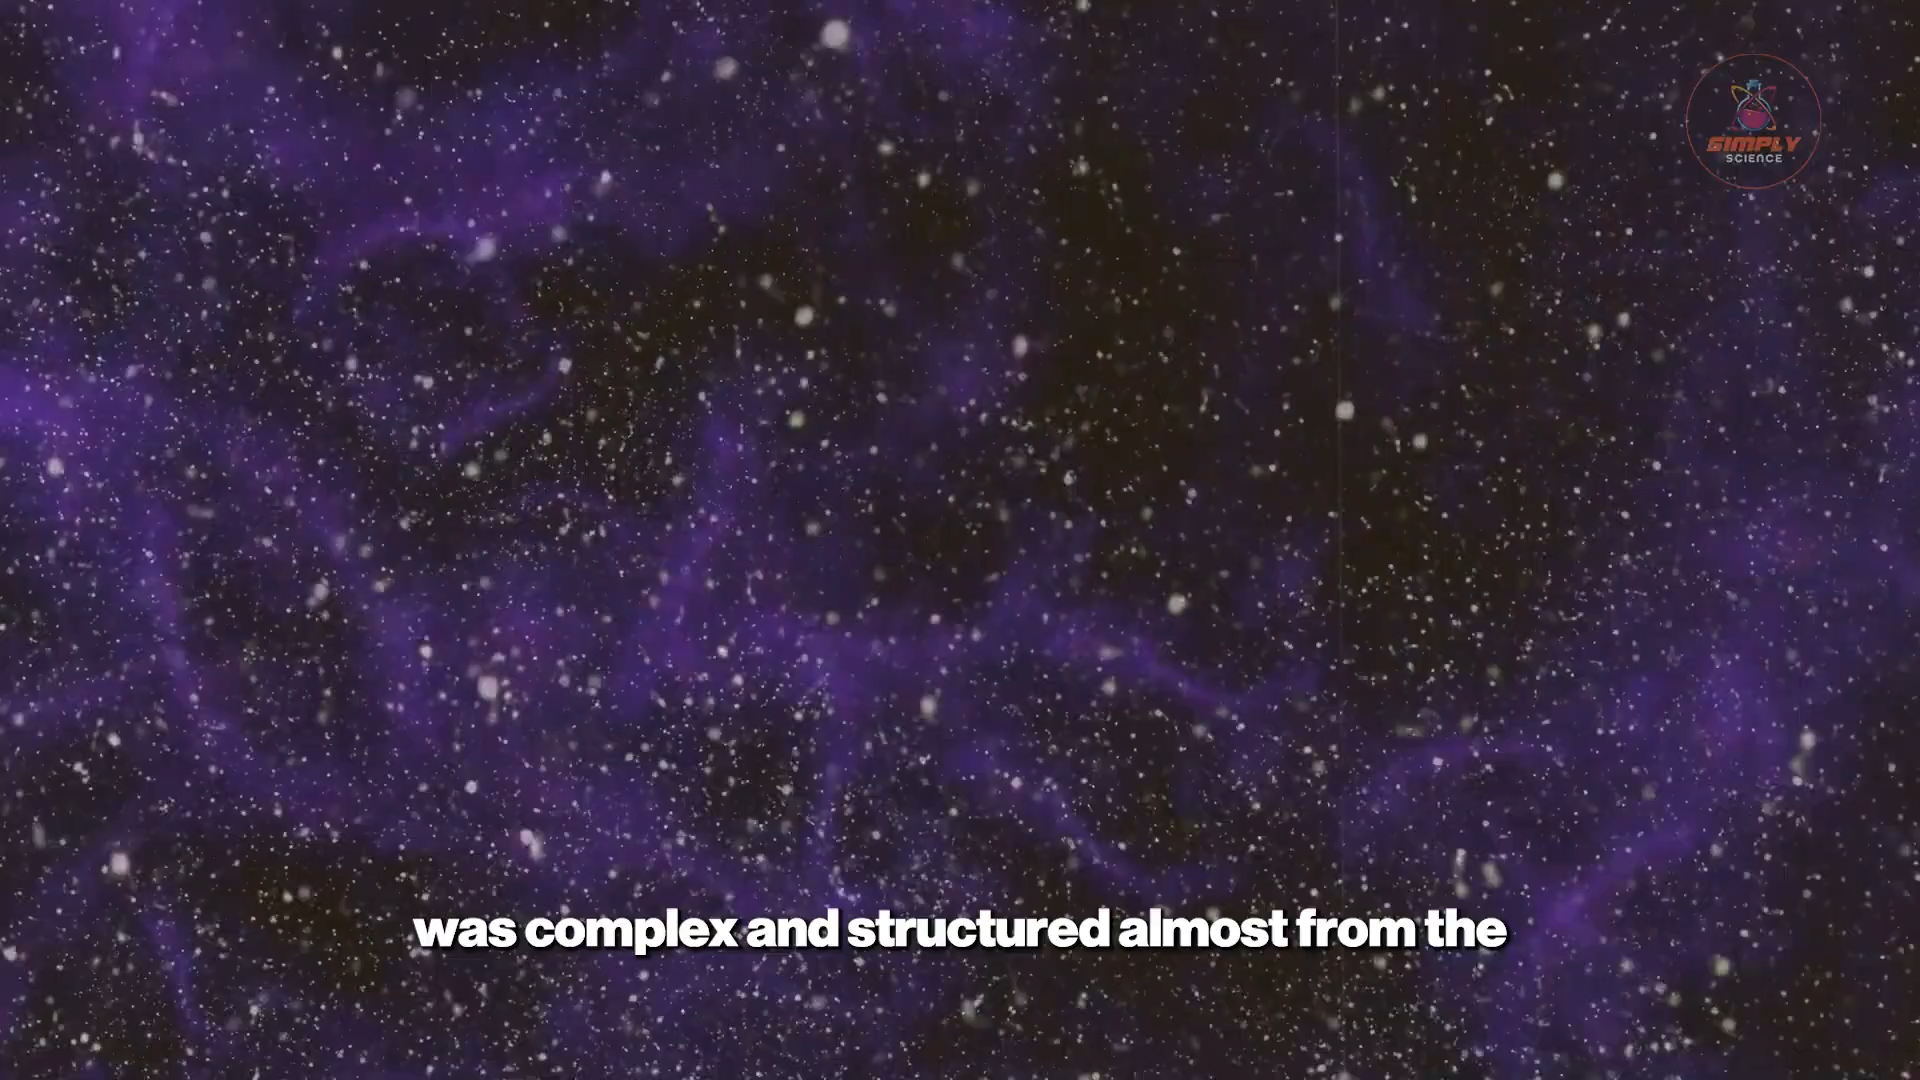 SIMPLY
SCIENCE
was complex and structured almost from the